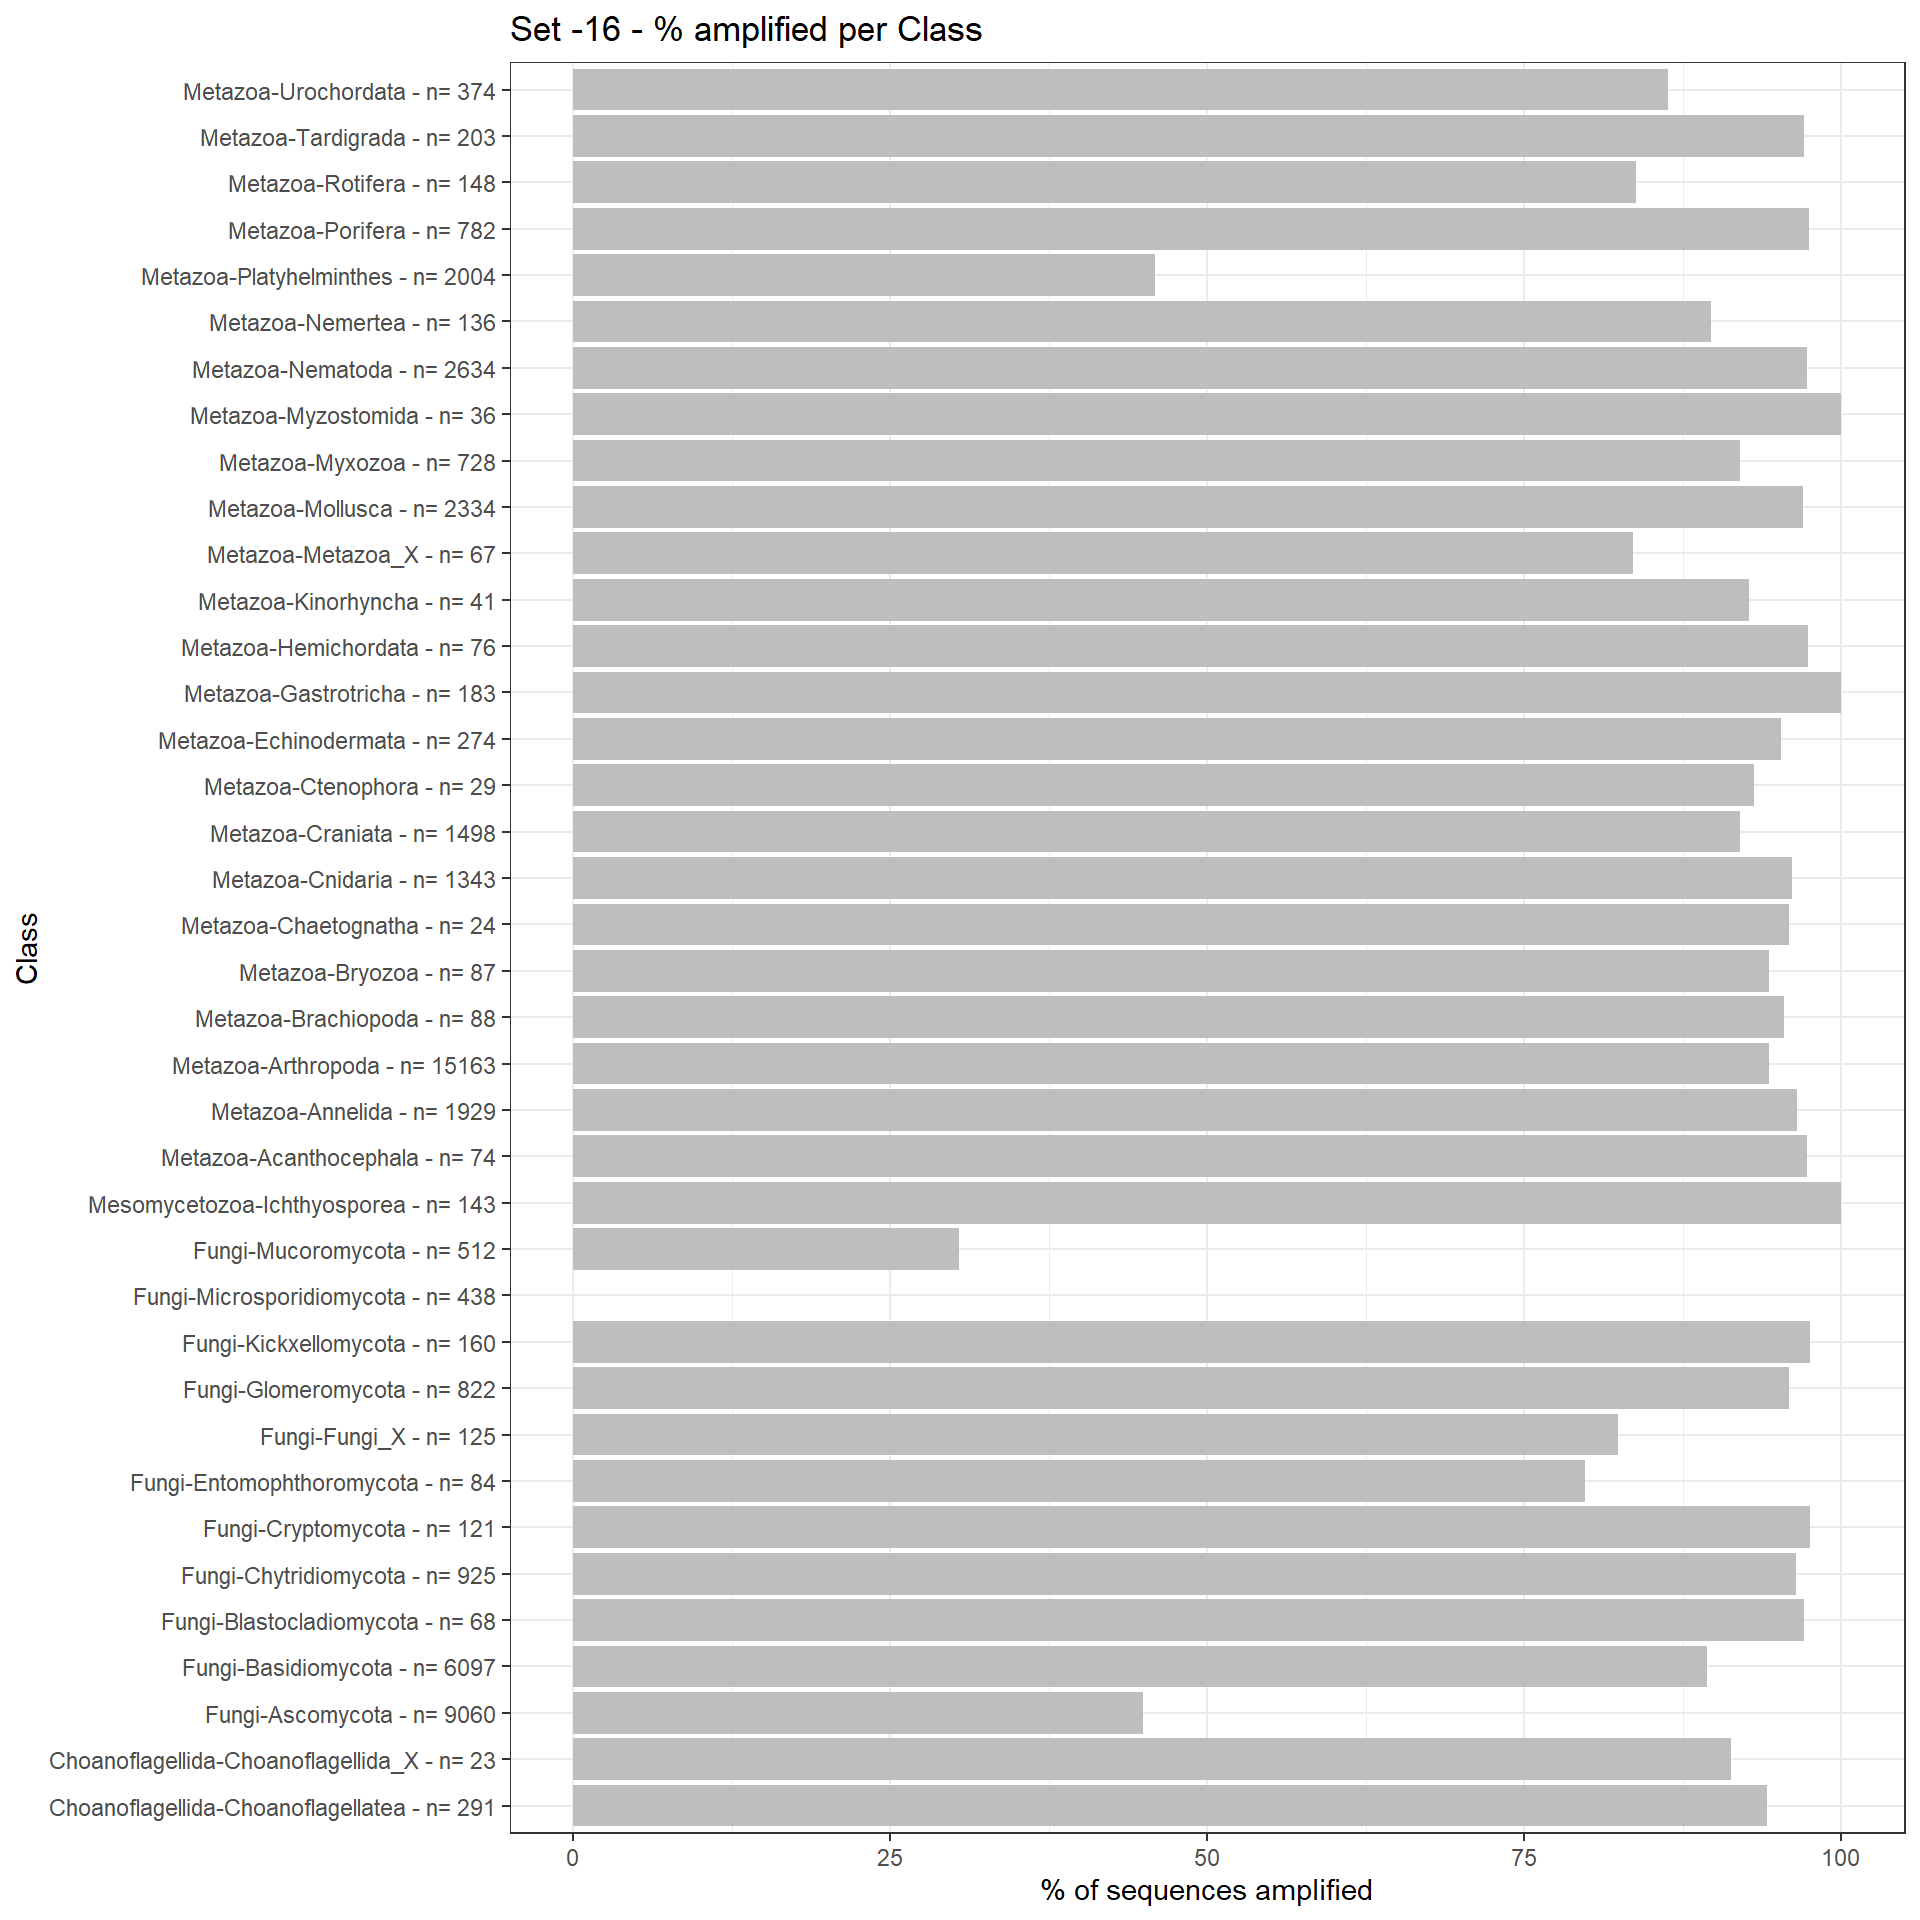 Set -16 - % amplified per Class
Metazoa-Urochordata - n= 374
Metazoa-Tardigrada - n= 203
Metazoa-Rotifera - n= 148
Metazoa-Porifera - n= 782
Metazoa-Platyhelminthes - n= 2004
Metazoa-Nemertea - n= 136
Metazoa-Nematoda - n= 2634
Metazoa-Myzostomida - n= 36
Metazoa-Myxozoa - n= 728
Metazoa-Mollusca - n= 2334
Metazoa-Metazoa_X - n= 67
Metazoa-Kinorhyncha - n= 41
Metazoa-Hemichordata - n= 76
Metazoa-Gastrotricha - n= 183
Metazoa-Echinodermata - n= 274
Metazoa-Ctenophora - n= 29
Metazoa-Craniata - n= 1498
Metazoa-Cnidaria - n= 1343
Metazoa-Chaetognatha - n= 24
Metazoa-Bryozoa - n= 87
Metazoa-Brachiopoda - n= 88
Metazoa-Arthropoda - n= 15163
Metazoa-Annelida - n= 1929
Metazoa-Acanthocephala - n= 74
Mesomycetozoa-Ichthyosporea - n= 143
Fungi-Mucoromycota - n= 512
Fungi-Microsporidiomycota - n= 438
Fungi-Kickxellomycota - n= 160
Fungi-Glomeromycota - n= 822
Fungi-Fungi_X - n= 125
Fungi-Entomophthoromycota - n= 84
Fungi-Cryptomycota - n= 121
Fungi-Chytridiomycota - n= 925
Fungi-Blastocladiomycota - n= 68
Fungi-Basidiomycota - n= 6097
Fungi-Ascomycota - n= 9060
Choanoflagellida-Choanoflagellida_X - n= 23
Choanoflagellida-Choanoflagellatea - n= 291
Class
0 25 50 75 100
% of sequences amplified